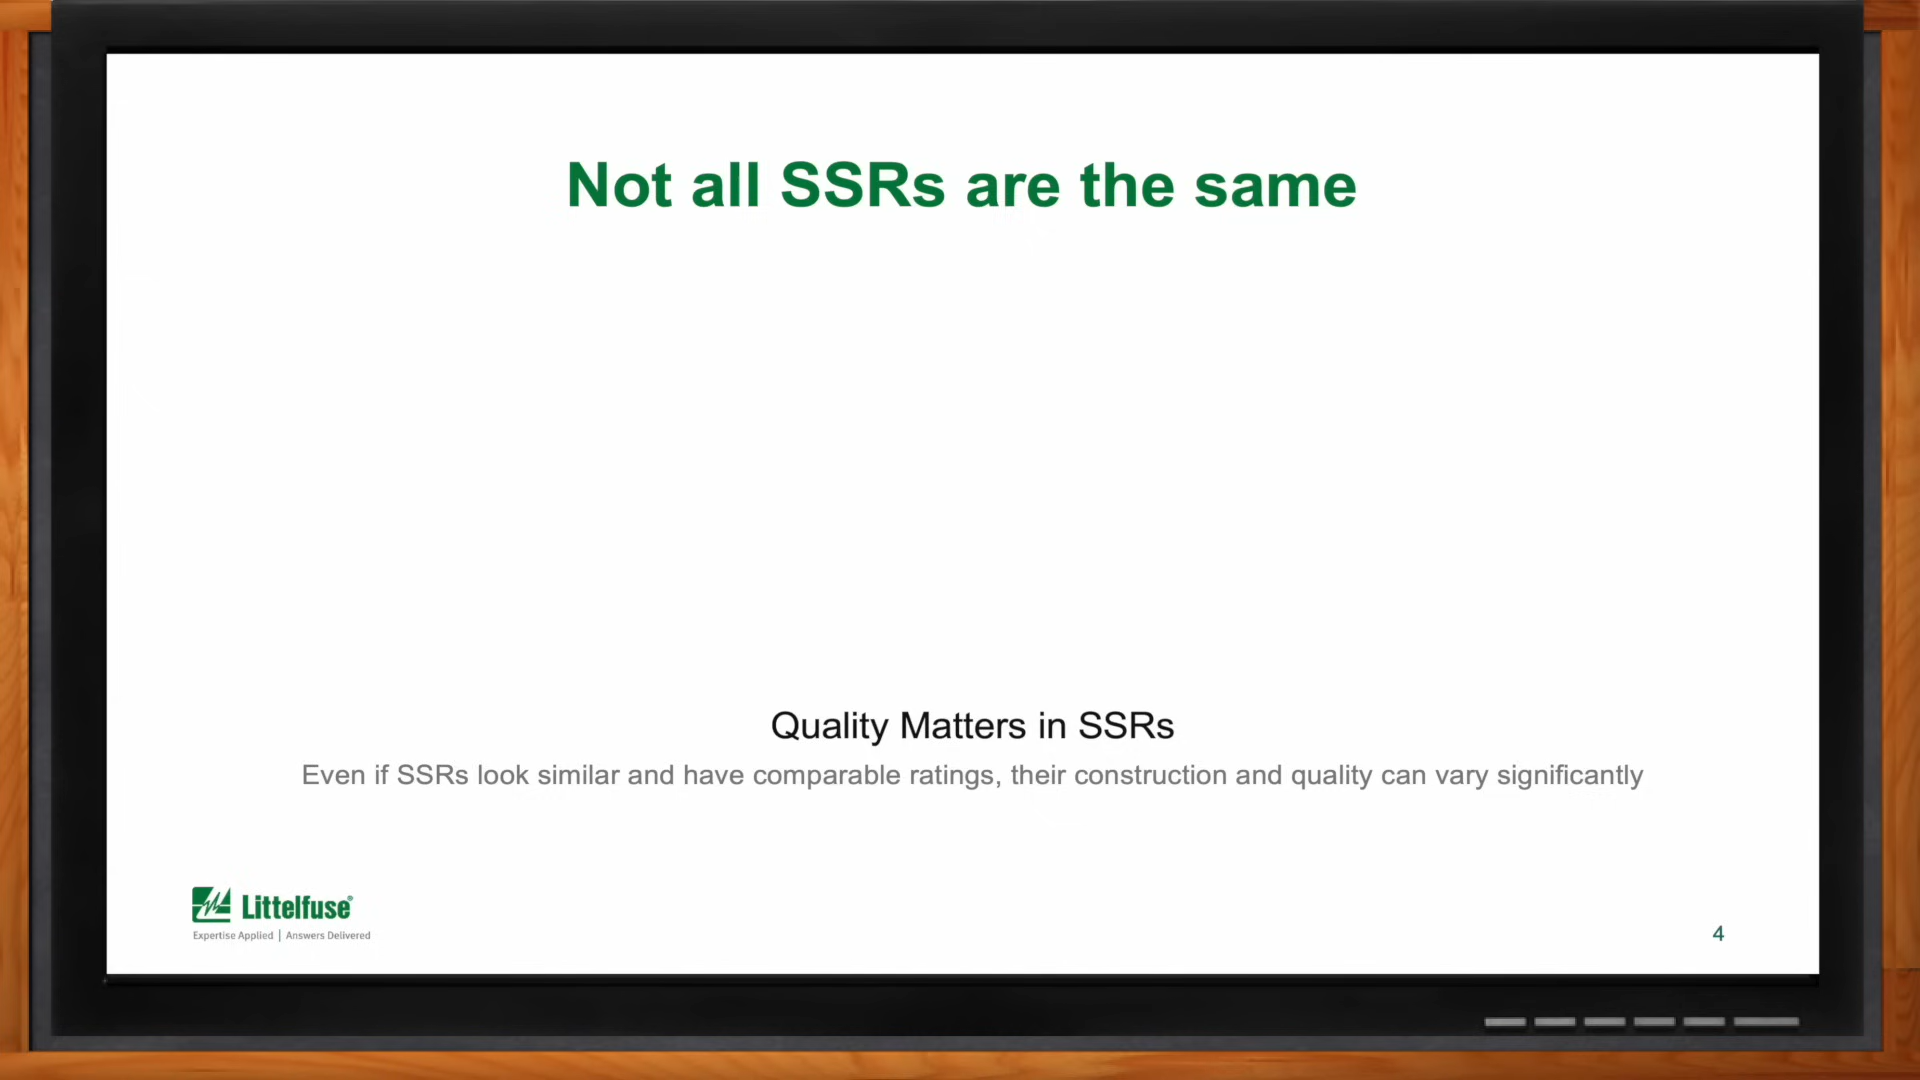 Not all SSRs are the same
Quality Matters in SSRs
Even if SSRs look similar and have comparable ratings, their construction and quality can vary significantly
Littelfuse®
Expertise Applied | Answers Delivered
4